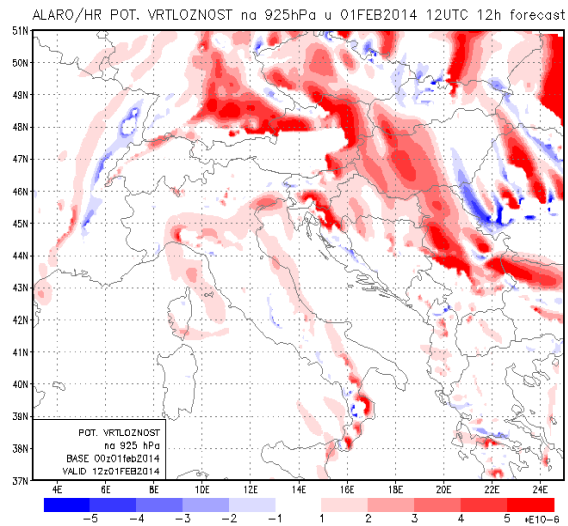 ALARO/HR POT. VRTLOZNOST na 925hPa u 01FEB2014 12UTC 12h forecast
51N
50N
49N
48N
47N
46N
45N
44N
43N
42N
41N
40N
39N
38N
37N
POT. VRTLOZNOST
na 925 hPa
BASE 00z01feb2014
VALID 12z01FEB2014
4E 6E 8E 10E 12E 14E 16E 18E 20E 22E 24E
-5 -4 -3 -2 -1 1 2 3 4 5 *E10-6